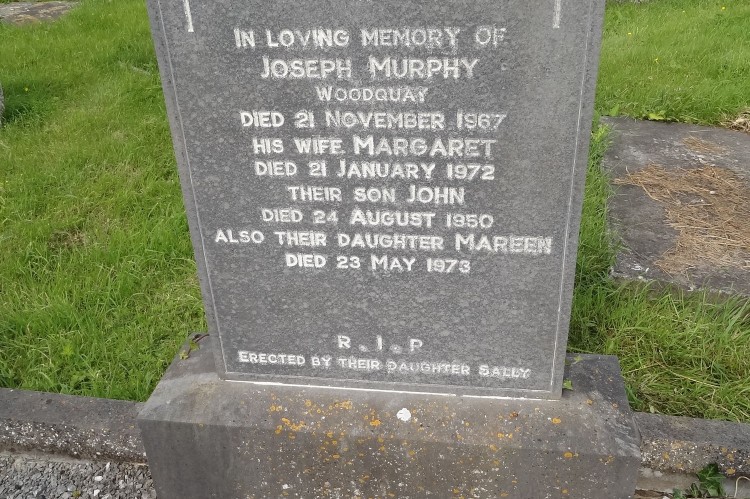 In loving memory of
Joseph Murphy
Woodquay
Died 21 November 1967
his wife Margaret
Died 21 January 1972
their son John
Died 24 August 1950
also their daughter Mareen
Died 23 May 1973
R.I.P
Erected by their daughter Sally